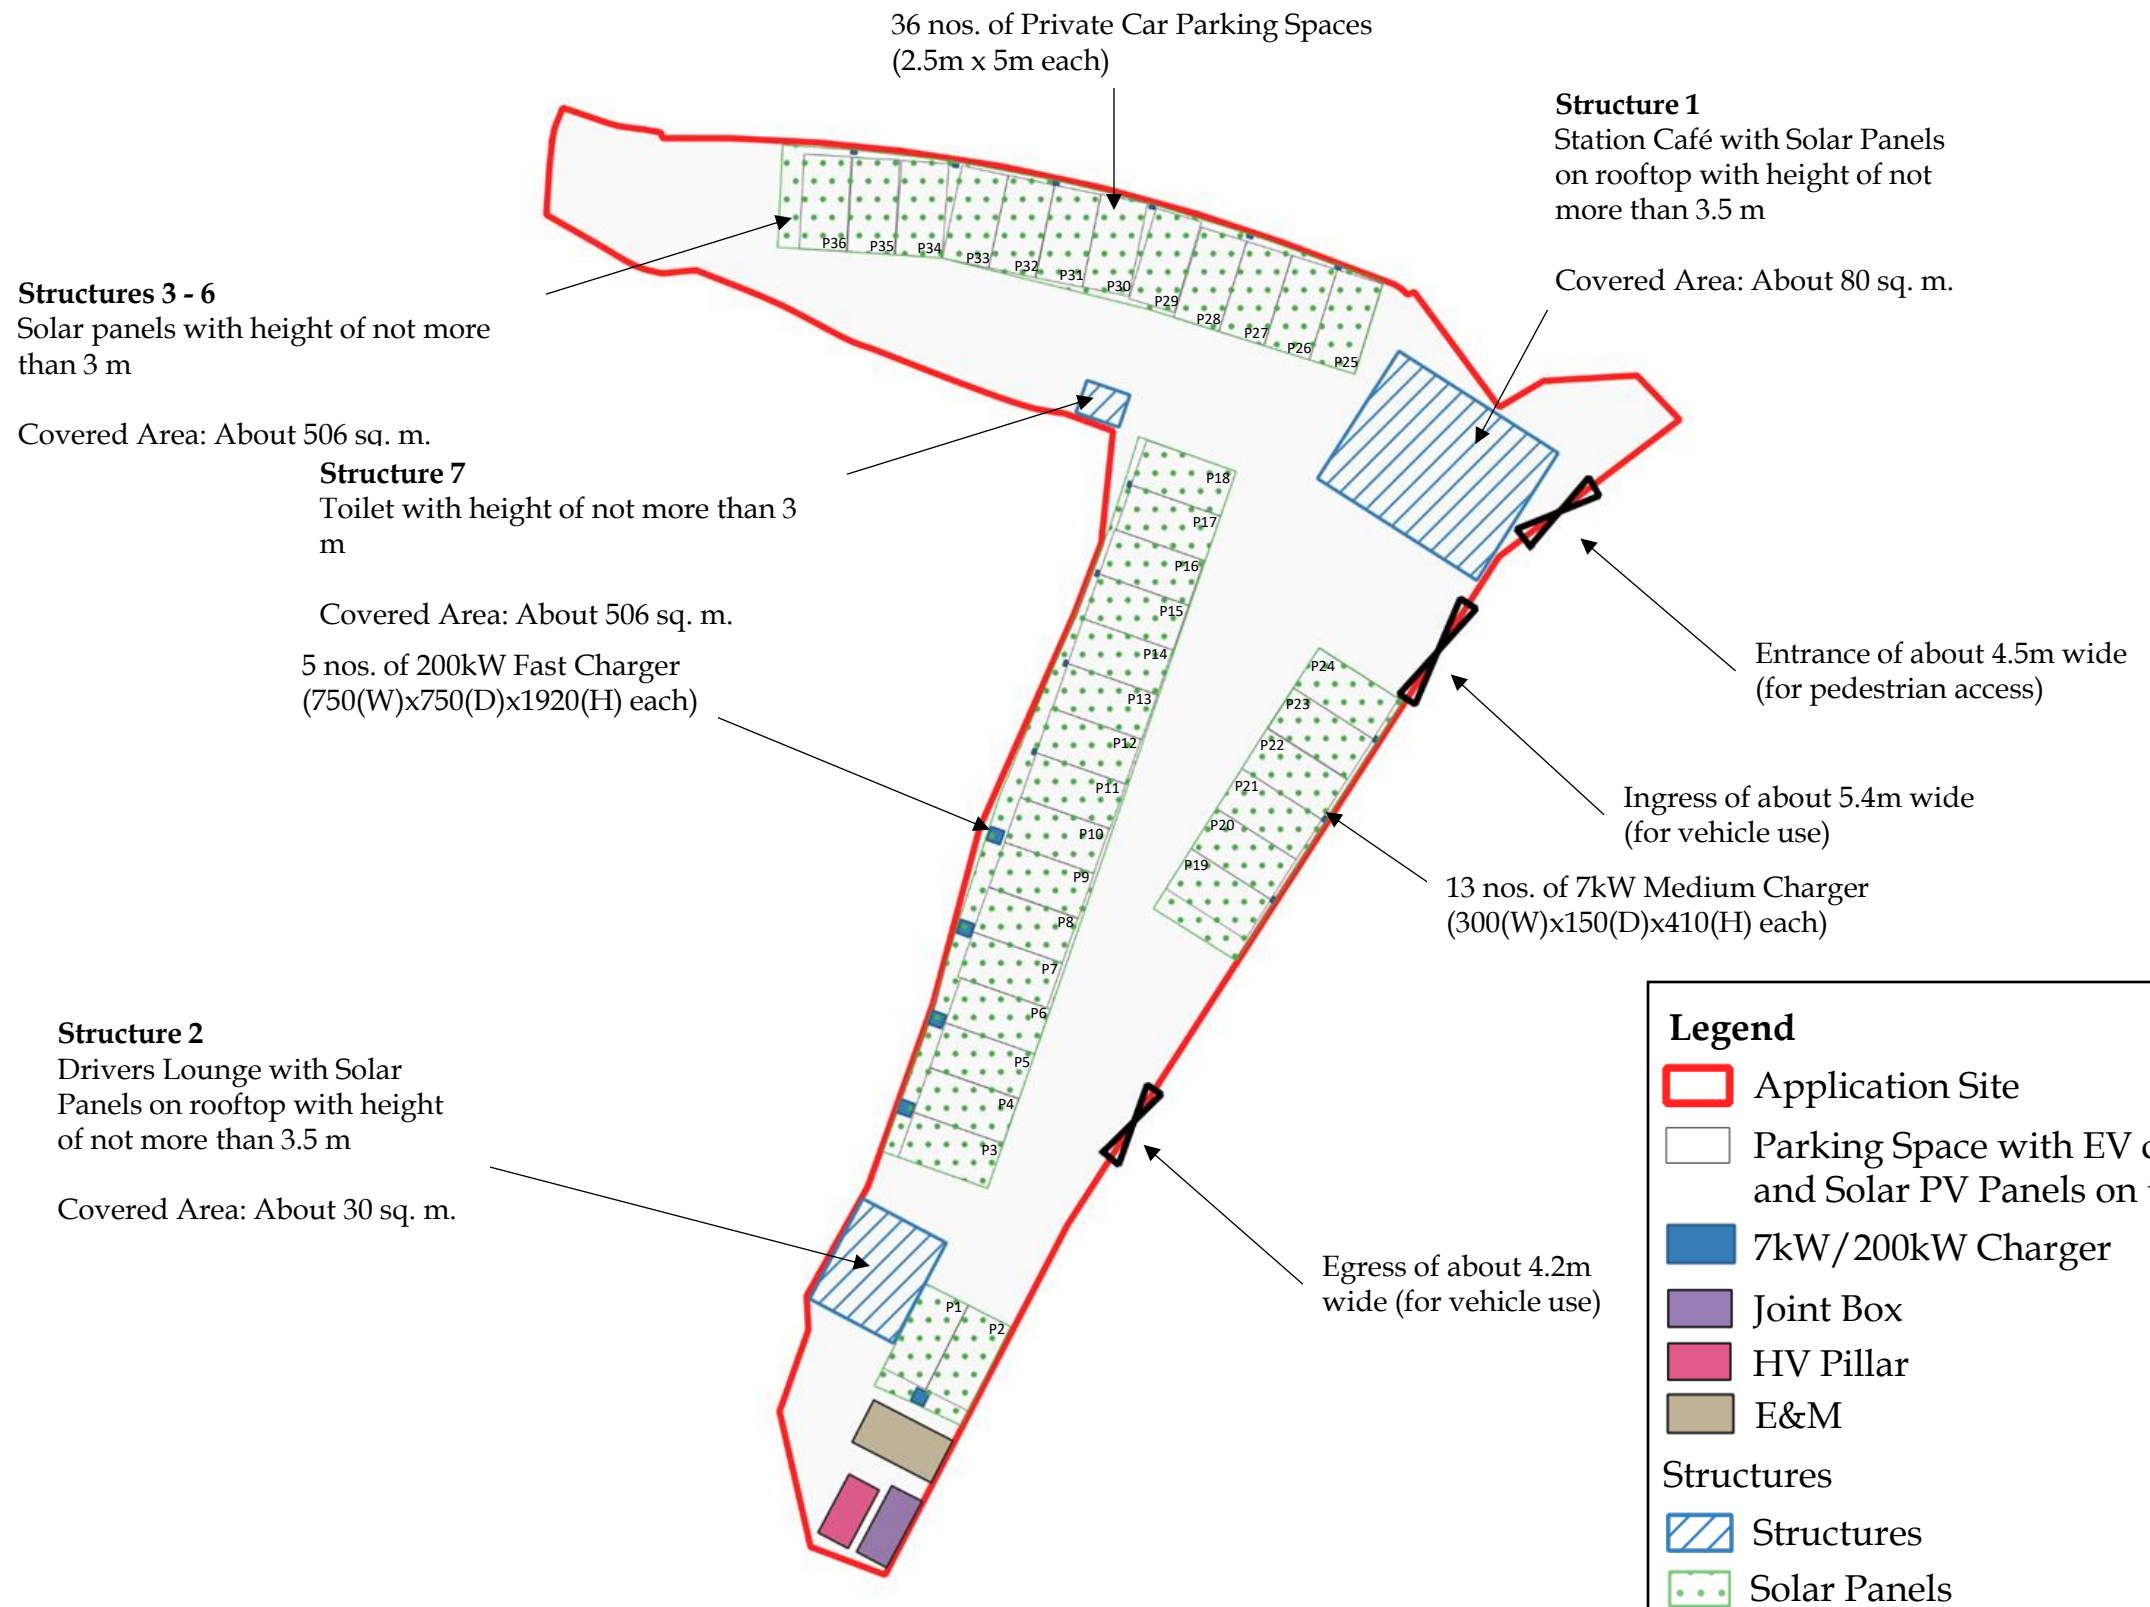 36 nos. of Private Car Parking Spaces
(2.5m x 5m each)
Structure 1
Station Café with Solar Panels
on rooftop with height of not
more than 3.5 m
Covered Area: About 80 sq. m.
Structures 3 - 6
Solar panels with height of not more
than 3 m
Covered Area: About 506 sq. m.
Structure 7
Toilet with height of not more than 3
m
Covered Area: About 506 sq. m.
5 nos. of 200kW Fast Charger
(750(W)x750(D)x1920(H) each)
Structure 2
Drivers Lounge with Solar
Panels on rooftop with height
of not more than 3.5 m
Covered Area: About 30 sq. m.
Entrance of about 4.5m wide
(for pedestrian access)
Ingress of about 5.4m wide
(for vehicle use)
13 nos. of 7kW Medium Charger
(300(W)x150(D)x410(H) each)
Egress of about 4.2m
wide (for vehicle use)
P36
P35
P34
P33
P32
P31
P30
P29
P28
P27
P26
P25
P18
P17
P16
P15
P14
P13
P12
P11
P10
P9
P8
P7
P6
P5
P4
P3
P24
P23
P22
P21
P20
P19
P1
P2
Legend
Application Site
Parking Space with EV
and Solar PV Panels on
7kW/200kW Charger
Joint Box
HV Pillar
E&M
Structures
Structures
Solar Panels